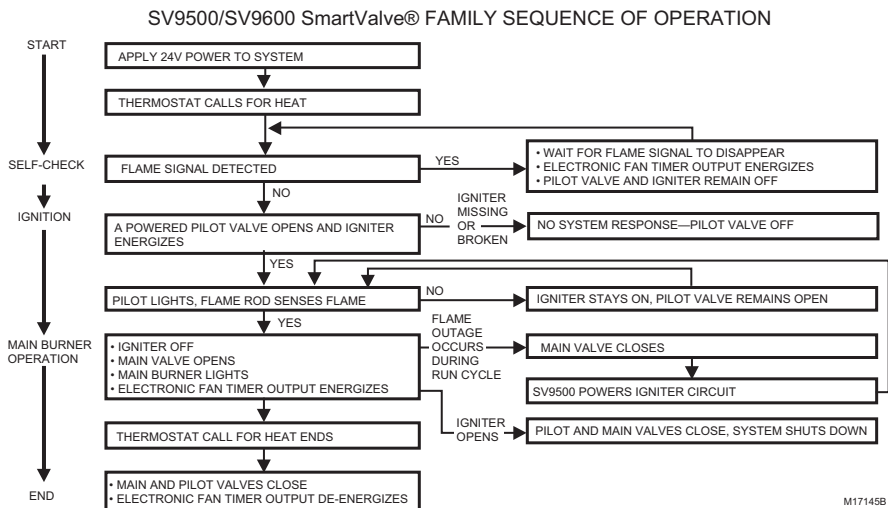 SV9500/SV9600 SmartValve® FAMILY SEQUENCE OF OPERATION
START
APPLY 24V POWER TO SYSTEM
THERMOSTAT CALLS FOR HEAT
SELF-CHECK
FLAME SIGNAL DETECTED
YES
• WAIT FOR FLAME SIGNAL TO DISAPPEAR
• ELECTRONIC FAN TIMER OUTPUT ENERGIZES
• PILOT VALVE AND IGNITER REMAIN OFF
NO
IGNITION
A POWERED PILOT VALVE OPENS AND IGNITER
ENERGIZES
NO
IGNITER
MISSING
OR
BROKEN
NO SYSTEM RESPONSE—PILOT VALVE OFF
YES
PILOT LIGHTS, FLAME ROD SENSES FLAME
NO
IGNITER STAYS ON, PILOT VALVE REMAINS OPEN
YES
MAIN BURNER
OPERATION
• IGNITER OFF
• MAIN VALVE OPENS
• MAIN BURNER LIGHTS
• ELECTRONIC FAN TIMER OUTPUT ENERGIZES
FLAME
OUTAGE
OCCURS
DURING
RUN CYCLE
MAIN VALVE CLOSES
SV9500 POWERS IGNITER CIRCUIT
IGNITER
OPENS
PILOT AND MAIN VALVES CLOSE, SYSTEM SHUTS DOWN
THERMOSTAT CALL FOR HEAT ENDS
END
• MAIN AND PILOT VALVES CLOSE
• ELECTRONIC FAN TIMER OUTPUT DE-ENERGIZES
M17145B